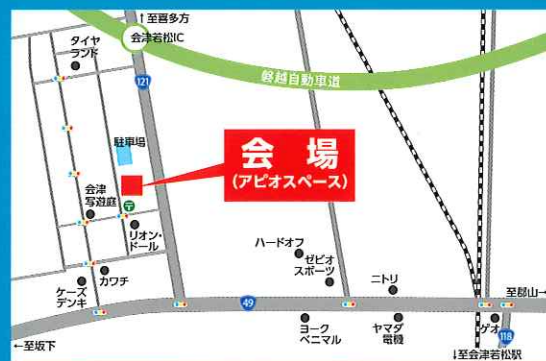 ↑至喜多方
会津若松IC
タイヤ
ランド
磐越自動車道
121
駐車場
会場
(アピオスペース)
会津
写遊庭
〒
リオン・
ドール
カワチ
ケーズ
デンキ
ハードオフ
ゼビオ
スポーツ
ニトリ
49
至郡山→
ヨーク
ベニマル
ヤマダ
電機
ゲオ
118
←至坂下
↓至会津若松駅